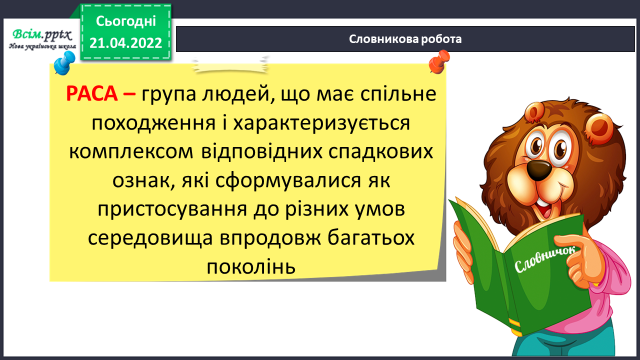 Всім.pptx
Нова українська школа
Сьогодні
21.04.2022
Словникова робота
РАСА – група людей, що має спільне
походження і характеризується
комплексом відповідних спадкових
ознак, які сформувалися як
пристосування до різних умов
середовища впродовж багатьох
поколінь
Словничок